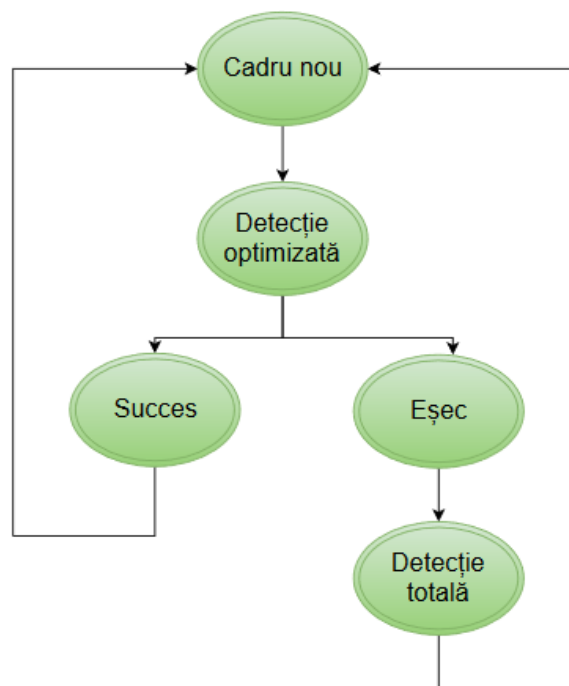 Cadru nou
Detecție
optimizată
Succes
Eșec
Detecție
totală